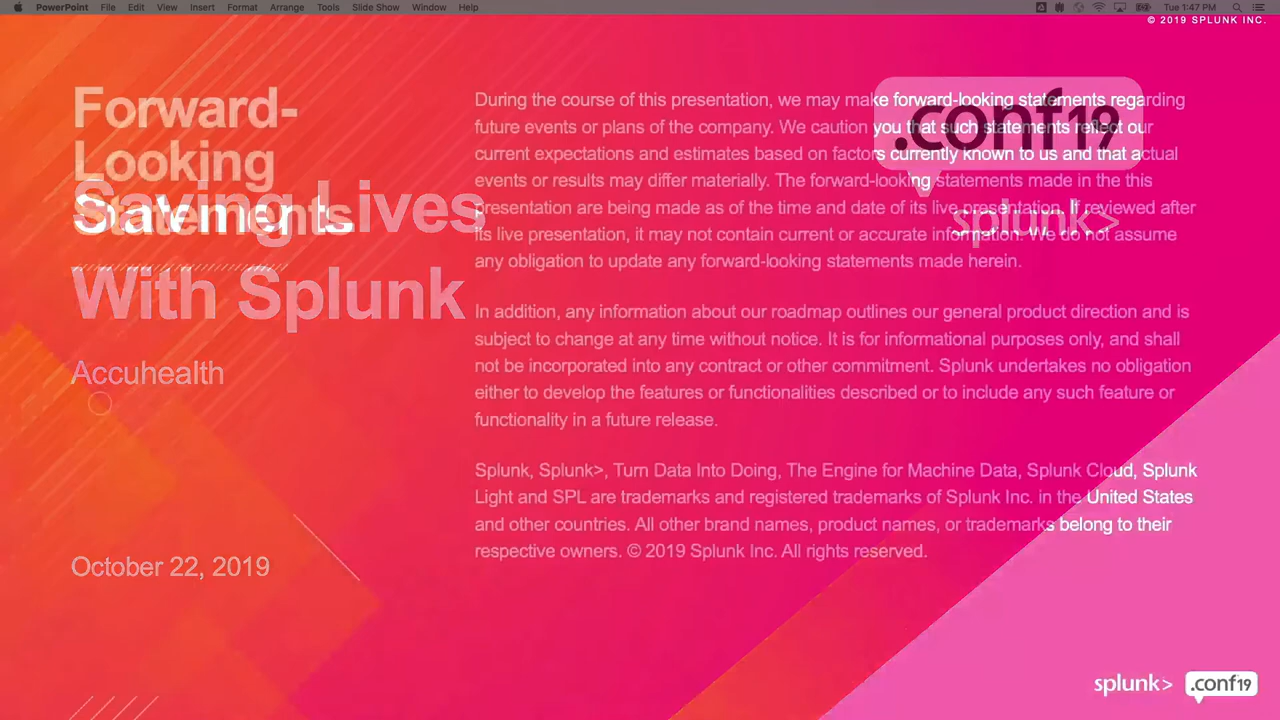 PowerPoint File Edit View Insert Format Arrange Tools Slide Show Window Help Tue 1:47 PM
© 2019 SPLUNK INC.
Forward-
Looking
Statements
Saving Lives
With Splunk
Accuhealth
October 22, 2019
During the course of this presentation, we may make forward-looking statements regarding
future events or plans of the company. We caution you that such statements reflect our
current expectations and estimates based on factors currently known to us and that actual
events or results may differ materially. The forward-looking statements made in the this
presentation are being made as of the time and date of its live presentation. If reviewed after
its live presentation, it may not contain current or accurate information. We do not assume
any obligation to update any forward-looking statements made herein.
In addition, any information about our roadmap outlines our general product direction and is
subject to change at any time without notice. It is for informational purposes only, and shall
not be incorporated into any contract or other commitment. Splunk undertakes no obligation
either to develop the features or functionalities described or to include any such feature or
functionality in a future release.
Splunk, Splunk>, Turn Data Into Doing, The Engine for Machine Data, Splunk Cloud, Splunk
Light and SPL are trademarks and registered trademarks of Splunk Inc. in the United States
and other countries. All other brand names, product names, or trademarks belong to their
respective owners. © 2019 Splunk Inc. All rights reserved.
.conf19
splunk>
splunk> .conf19